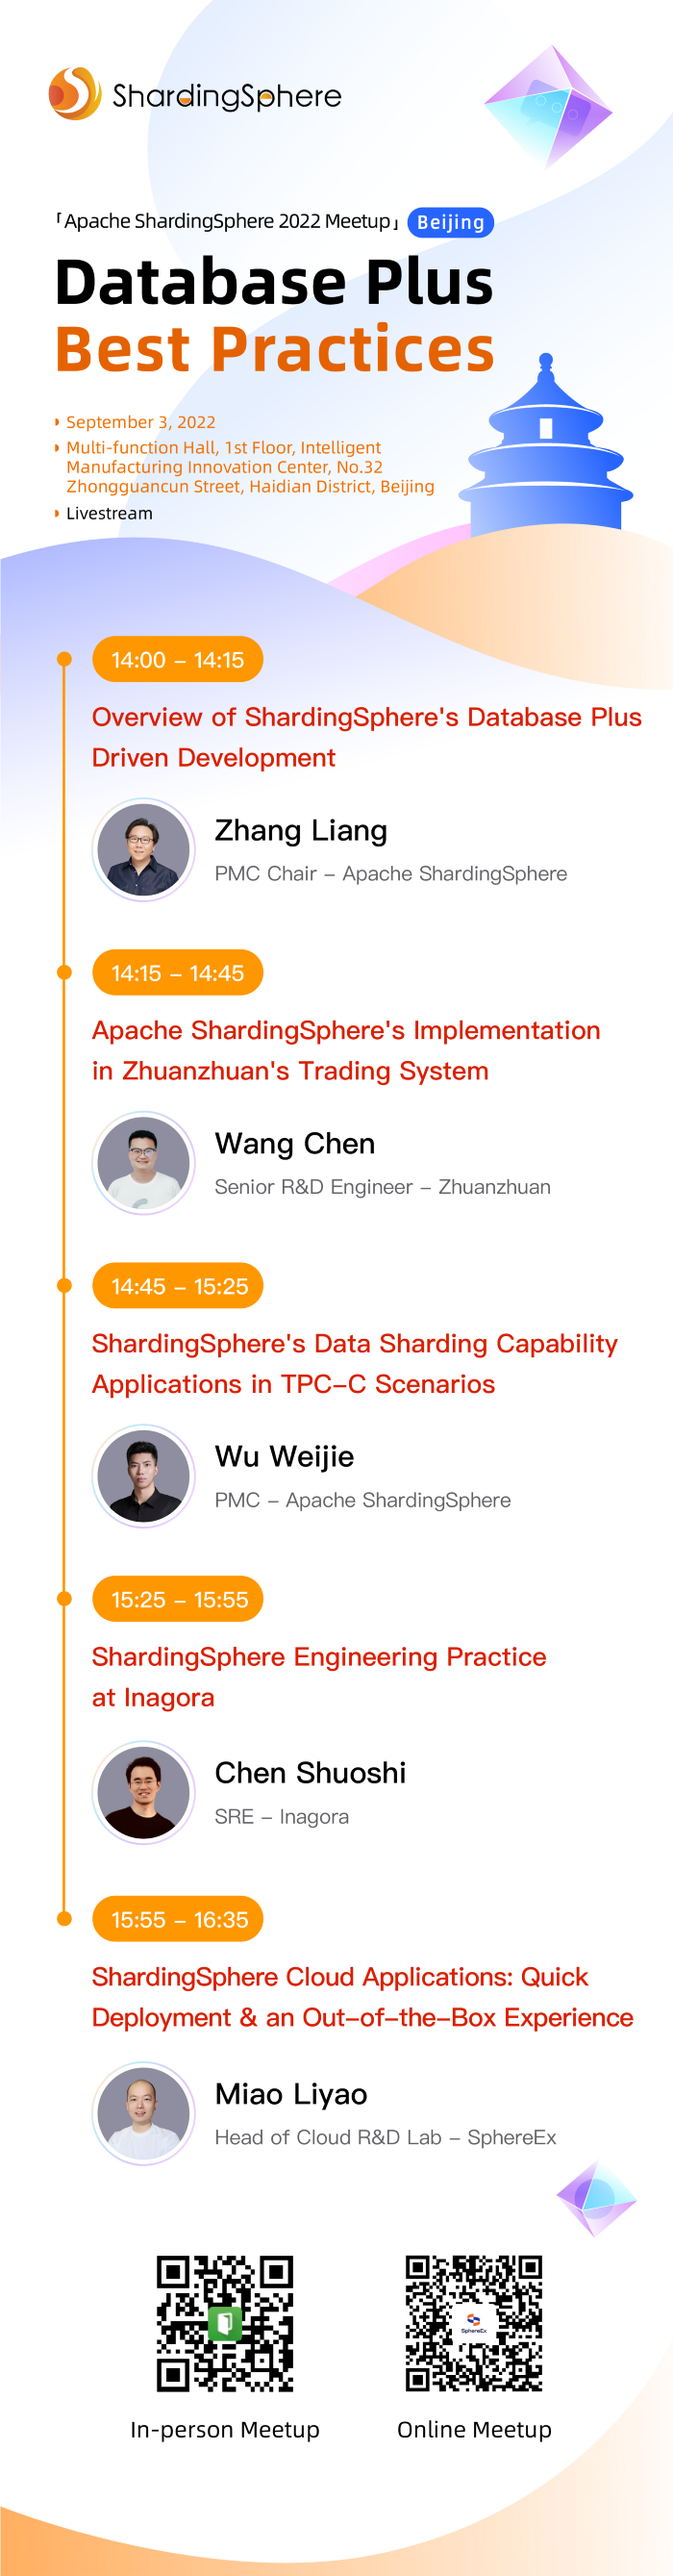 ShardingSphere
「Apache ShardingSphere 2022 Meetup」 Beijing
Database Plus
Best Practices
September 3, 2022
Multi-function Hall, 1st Floor, Intelligent
Manufacturing Innovation Center, No.32
Zhongguancun Street, Haidian District, Beijing
Livestream
14:00 – 14:15
Overview of ShardingSphere's Database Plus
Driven Development
Zhang Liang
PMC Chair – Apache ShardingSphere
14:15 – 14:45
Apache ShardingSphere's Implementation
in Zhuanzhuan's Trading System
Wang Chen
Senior R&D Engineer – Zhuanzhuan
14:45 – 15:25
ShardingSphere's Data Sharding Capability
Applications in TPC–C Scenarios
Wu Weijie
PMC – Apache ShardingSphere
15:25 – 15:55
ShardingSphere Engineering Practice
at Inagora
Chen Shuoshi
SRE – Inagora
15:55 – 16:35
ShardingSphere Cloud Applications: Quick
Deployment & an Out–of–the–Box Experience
Miao Liyao
Head of Cloud R&D Lab – SphereEx
SphereEx
In-person Meetup
Online Meetup